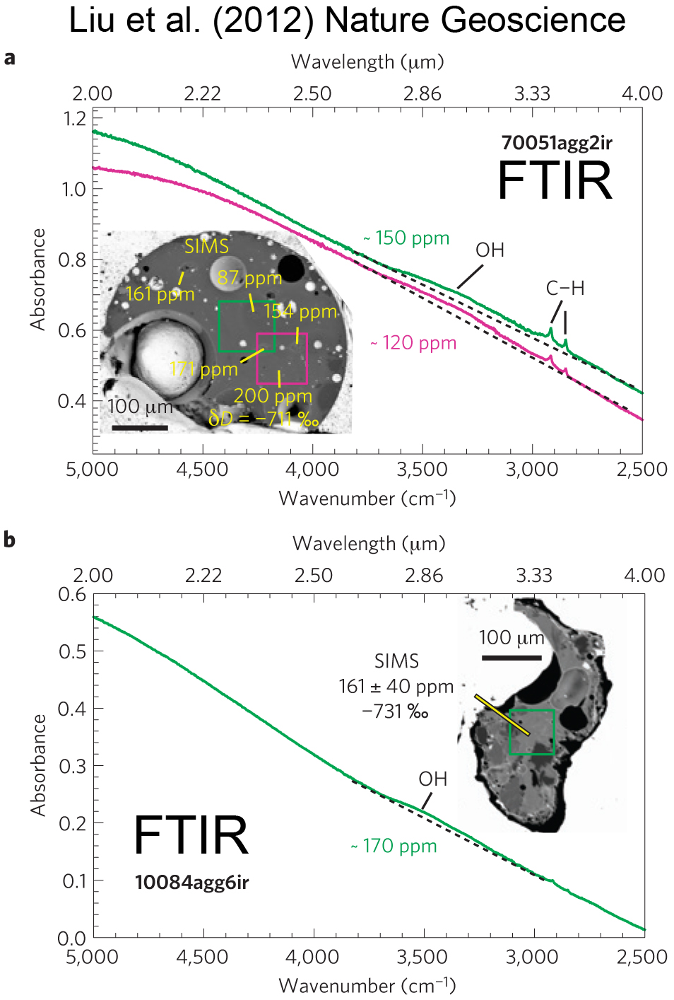 Liu et al. (2012) Nature Geoscience
a
Wavelength (μm)
2.00 2.22 2.50 2.86 3.33 4.00
1.2
1.0
0.8
0.6
0.4
Absorbance
70051agg2ir
FTIR
~ 150 ppm
OH
C–H
~ 120 ppm
SIMS
87 ppm
161 ppm
154 ppm
171 ppm
200 ppm
100 μm
δD = −711 ‰
5,000 4,500 4,000 3,500 3,000 2,500
Wavenumber (cm⁻¹)
b
Wavelength (μm)
2.00 2.22 2.50 2.86 3.33 4.00
0.6
0.5
0.4
0.3
0.2
0.1
0.0
Absorbance
100 μm
SIMS
161 ± 40 ppm
−731 ‰
OH
FTIR
~ 170 ppm
10084agg6ir
5,000 4,500 4,000 3,500 3,000 2,500
Wavenumber (cm⁻¹)